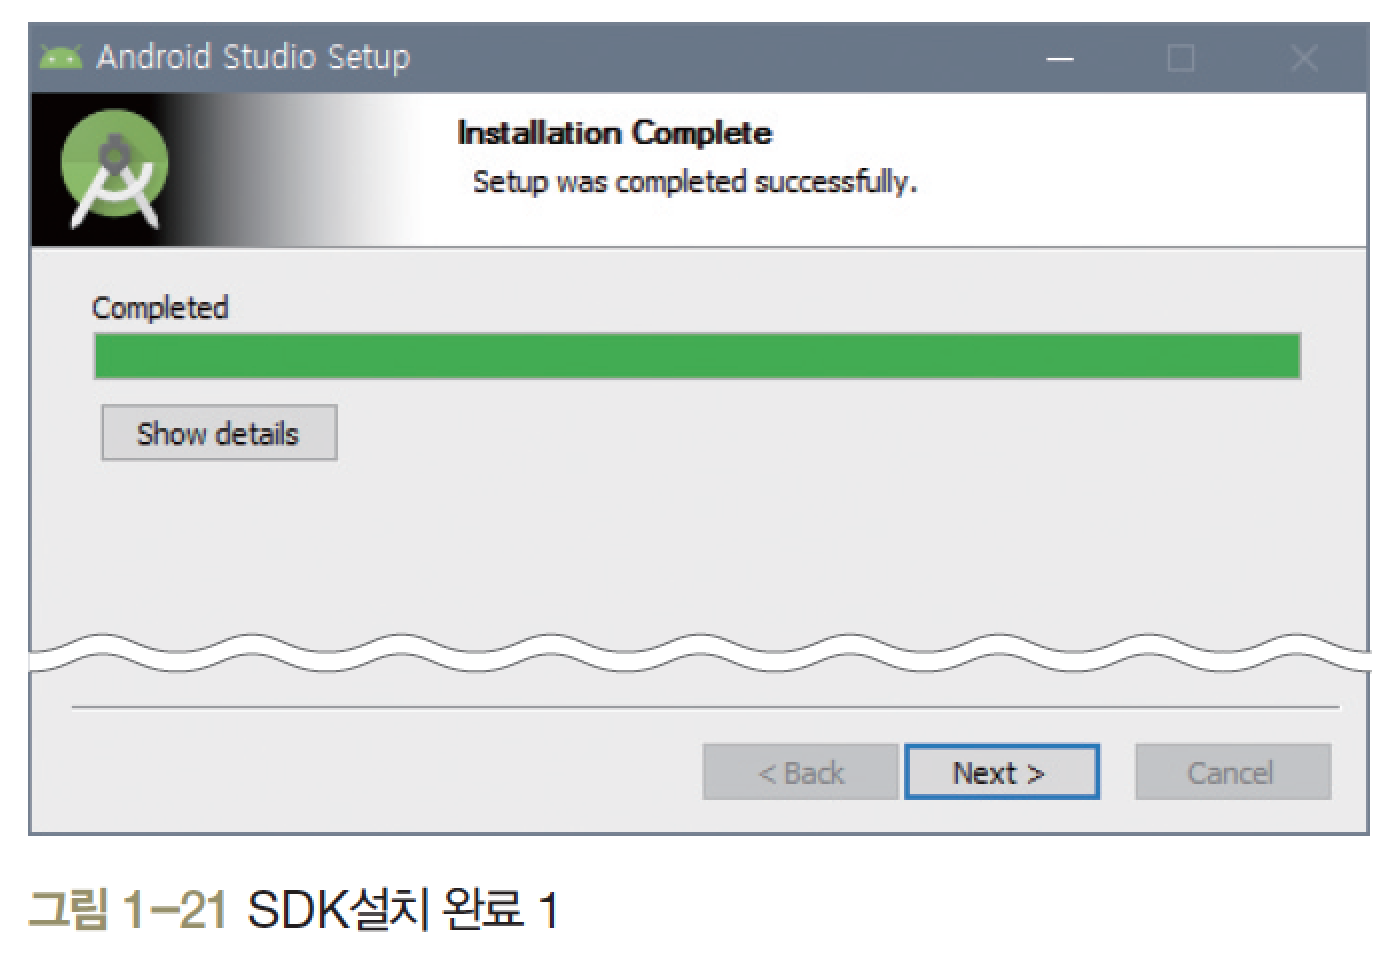 Android Studio Setup
Installation Complete
Setup was completed successfully.
Completed
Show details
< Back
Next >
Cancel
그림 1-21 SDK설치 완료 1